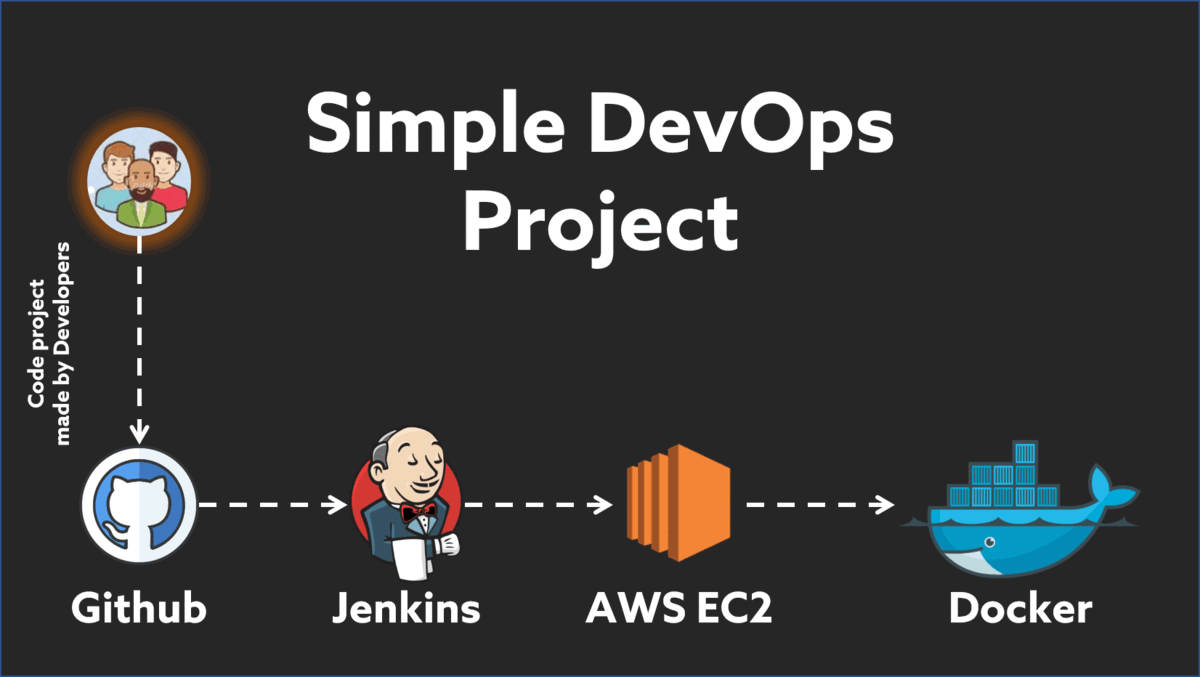 Simple DevOps
Project
Code project
made by Developers
Github
Jenkins
AWS EC2
Docker